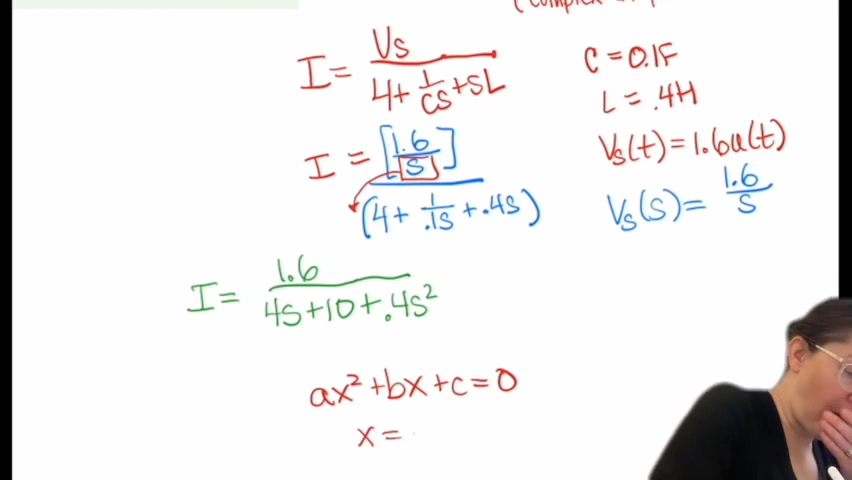 (Complex
I = Vs / (4 + 1/CS + SL)
C = 0.1F
L = .4H
I = [1.6/S] / (4 + 1/.1S + .4S)
Vs(t) = 1.6u(t)
Vs(S) = 1.6/S
I = 1.6 / (4S + 10 + .4S²)
ax² + bx + c = 0
x =